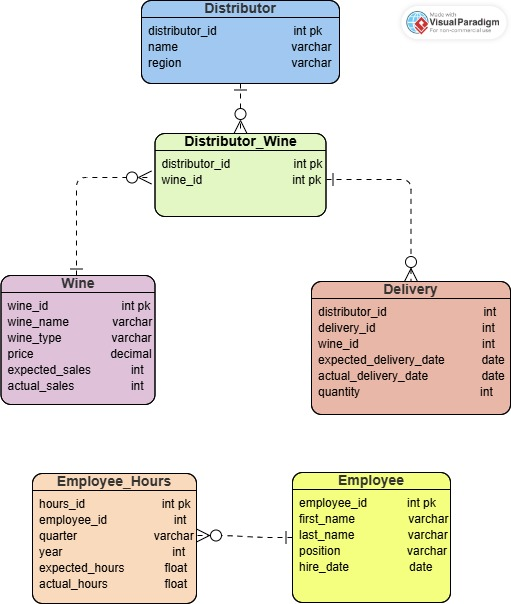 Distributor
distributor_id int pk
name varchar
region varchar
Made with
VisualParadigm
For non-commercial use
Distributor_Wine
distributor_id int pk
wine_id int pk
Wine
wine_id int pk
wine_name varchar
wine_type varchar
price decimal
expected_sales int
actual_sales int
Delivery
distributor_id int
delivery_id int
wine_id int
expected_delivery_date date
actual_delivery_date date
quantity int
Employee_Hours
hours_id int pk
employee_id int
quarter varchar
year int
expected_hours float
actual_hours float
Employee
employee_id int pk
first_name varchar
last_name varchar
position varchar
hire_date date